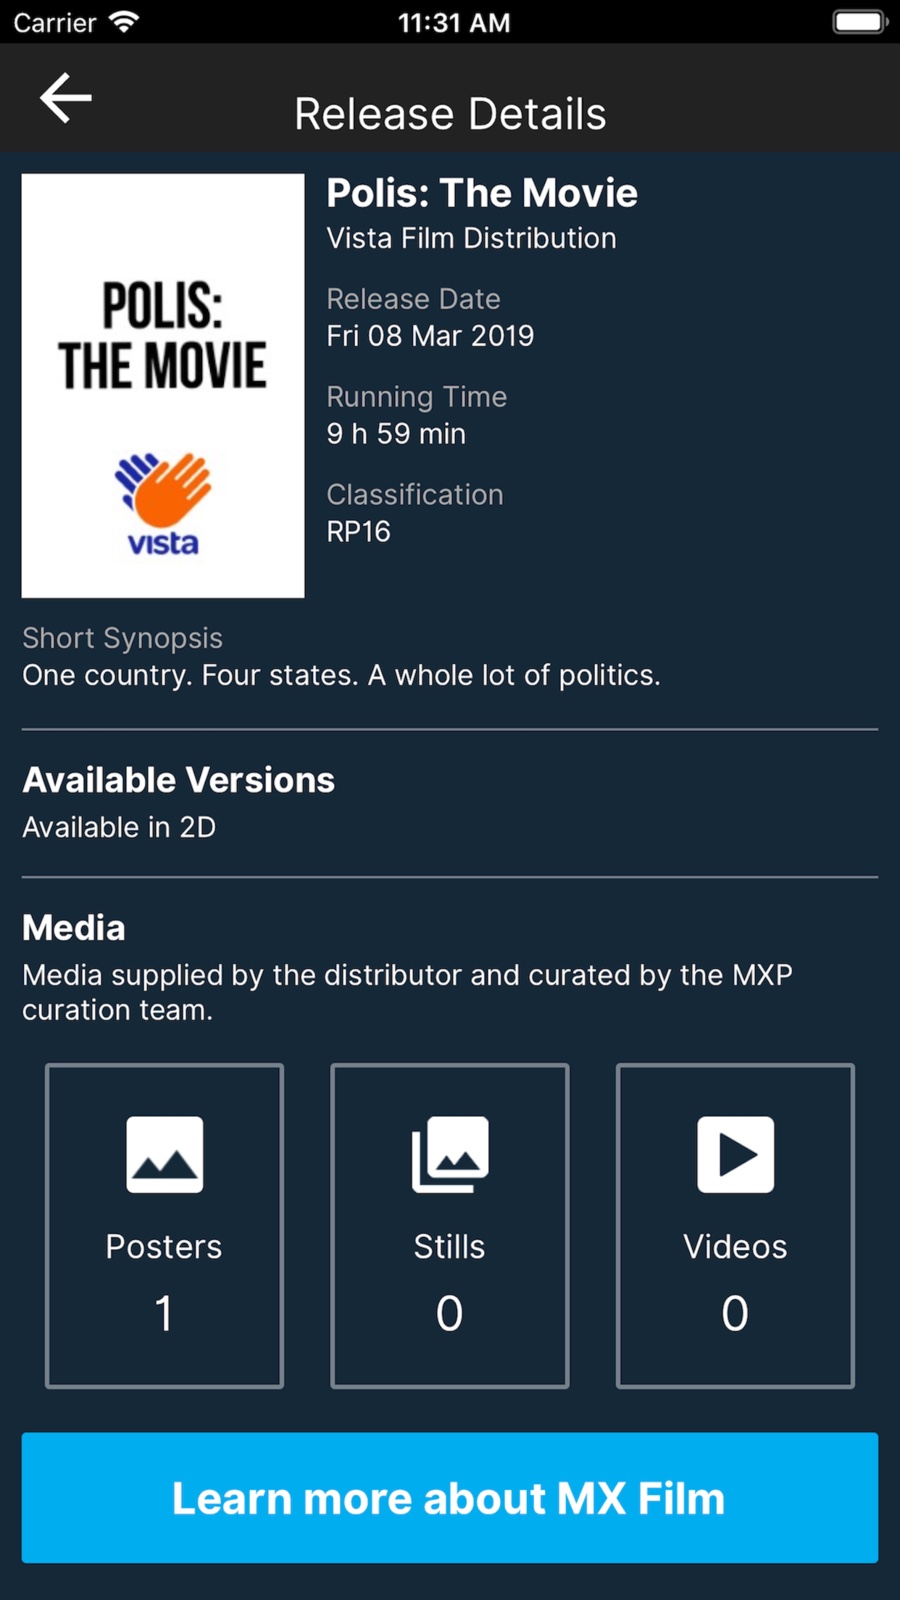 Carrier 11:31 AM
Release Details
POLIS:
THE MOVIE
vista
Polis: The Movie
Vista Film Distribution
Release Date
Fri 08 Mar 2019
Running Time
9 h 59 min
Classification
RP16
Short Synopsis
One country. Four states. A whole lot of politics.
Available Versions
Available in 2D
Media
Media supplied by the distributor and curated by the MXP
curation team.
Posters
1
Stills
0
Videos
0
Learn more about MX Film